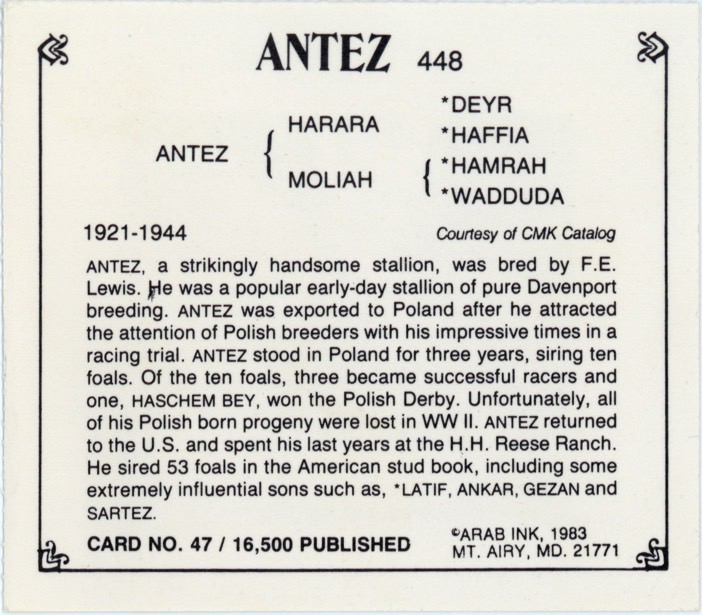 ANTEZ 448
*DEYR
HARARA
*HAFFIA
ANTEZ
*HAMRAH
MOLIAH
*WADDUDA
1921-1944 Courtesy of CMK Catalog
ANTEZ, a strikingly handsome stallion, was bred by F.E.
Lewis. He was a popular early-day stallion of pure Davenport
breeding. ANTEZ was exported to Poland after he attracted
the attention of Polish breeders with his impressive times in a
racing trial. ANTEZ stood in Poland for three years, siring ten
foals. Of the ten foals, three became successful racers and
one, HASCHEM BEY, won the Polish Derby. Unfortunately, all
of his Polish born progeny were lost in WW II. ANTEZ returned
to the U.S. and spent his last years at the H.H. Reese Ranch.
He sired 53 foals in the American stud book, including some
extremely influential sons such as, *LATIF, ANKAR, GEZAN and
SARTEZ.
CARD NO. 47 / 16,500 PUBLISHED
©ARAB INK, 1983
MT. AIRY, MD. 21771